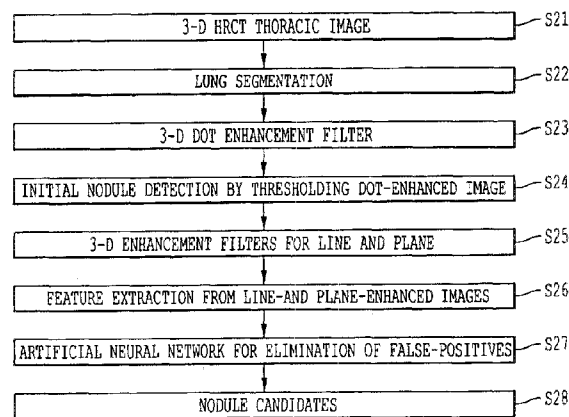 3-D HRCT THORACIC IMAGE S21
LUNG SEGMENTATION S22
3-D DOT ENHANCEMENT FILTER S23
INITIAL NODULE DETECTION BY THRESHOLDING DOT-ENHANCED IMAGE S24
3-D ENHANCEMENT FILTERS FOR LINE AND PLANE S25
FEATURE EXTRACTION FROM LINE-AND PLANE-ENHANCED IMAGES S26
ARTIFICIAL NEURAL NETWORK FOR ELIMINATION OF FALSE-POSITIVES S27
NODULE CANDIDATES S28